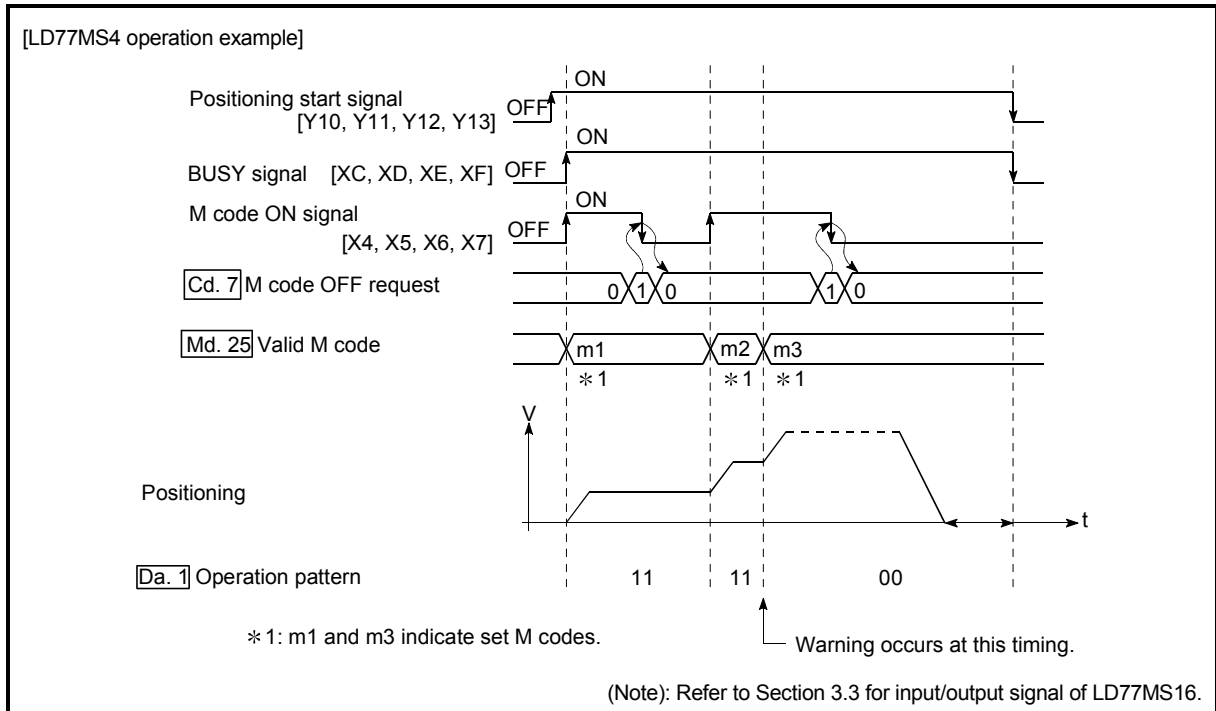 [LD77MS4 operation example]
ON
Positioning start signal
[Y10, Y11, Y12, Y13]
OFF
ON
BUSY signal [XC, XD, XE, XF]
OFF
ON
M code ON signal
[X4, X5, X6, X7]
OFF
Cd. 7 M code OFF request
0 1 0 1 0
Md. 25 Valid M code
m1 m2 m3
＊1 ＊1 ＊1
V
Positioning
t
Da. 1 Operation pattern 11 11 00
＊1: m1 and m3 indicate set M codes.
Warning occurs at this timing.
(Note): Refer to Section 3.3 for input/output signal of LD77MS16.